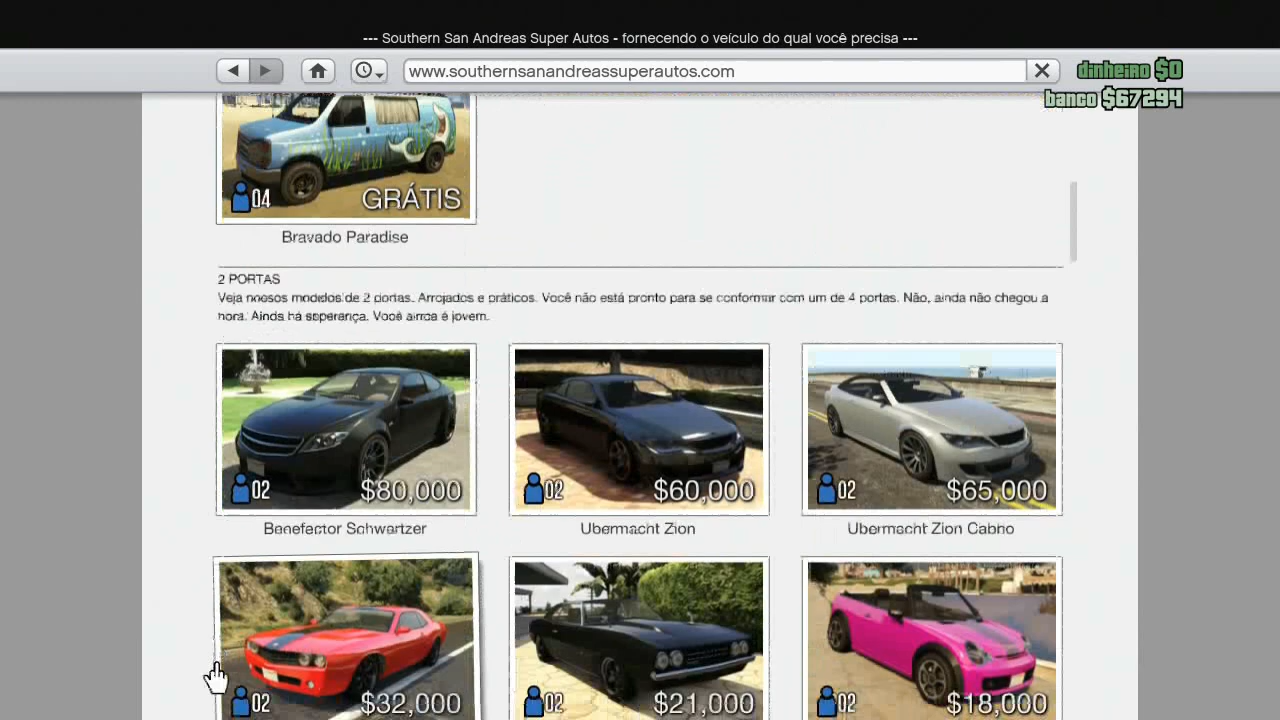 --- Southern San Andreas Super Autos - fornecendo o veículo do qual você precisa ---
www.southernsanandreassuperautos.com
dinheiro $0
banco $67294
04 GRÁTIS
Bravado Paradise
2 PORTAS
Veja nossos modelos de 2 portas. Arrojados e práticos. Você não está pronto para se conformar com um de 4 portas. Não, ainda não chegou a
hora. Ainda há esperança. Você ainda é jovem.
02 $80,000
02 $60,000
02 $65,000
Benefactor Schwartzer
Ubermacht Zion
Ubermacht Zion Cabrio
02 $32,000
02 $21,000
02 $18,000